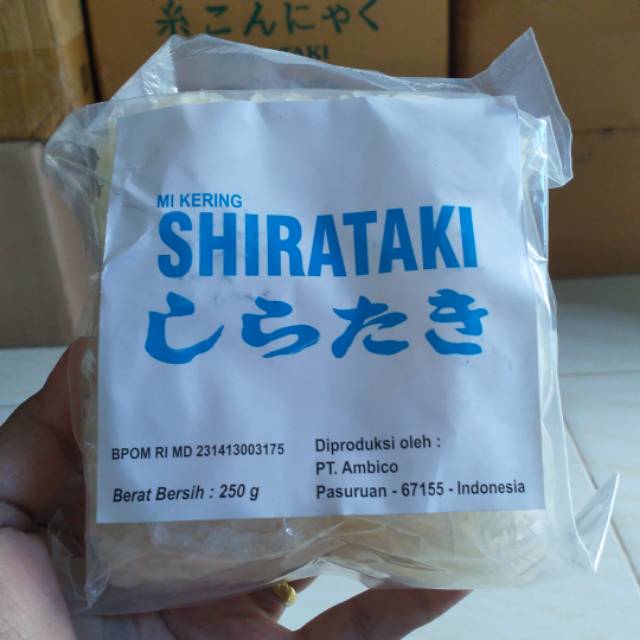 糸こんにゃく
MI KERING
SHIRATAKI
しらたき
BPOM RI MD 231413003175
Berat Bersih : 250 g
Diproduksi oleh :
PT. Ambico
Pasuruan - 67155 - Indonesia